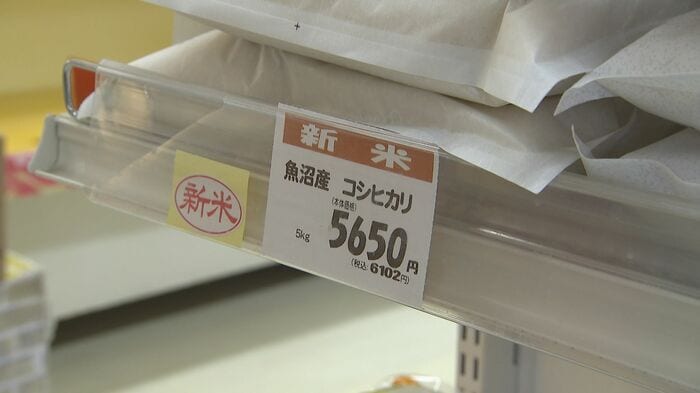 新米
新米
魚沼産 コシヒカリ
(本体価格)
5kg 5650円
(税込 6102円)